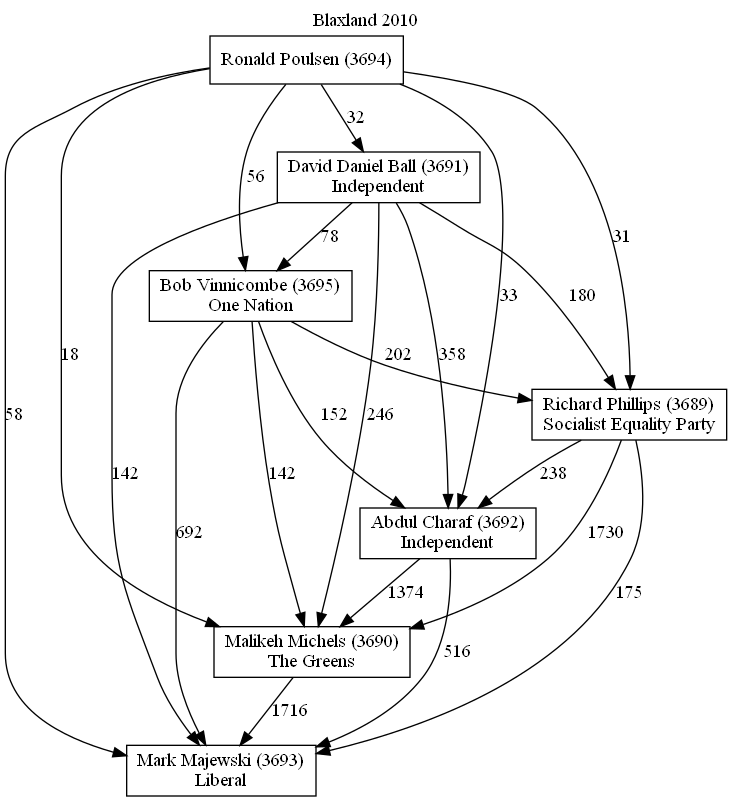 Blaxland 2010
Ronald Poulsen (3694)
32
David Daniel Ball (3691)
Independent
56
78
31
Bob Vinnicombe (3695)
One Nation
33
180
18
202
358
Richard Phillips (3689)
Socialist Equality Party
58
152
246
142
142
238
Abdul Charaf (3692)
Independent
692
1730
1374
175
Malikeh Michels (3690)
The Greens
516
1716
Mark Majewski (3693)
Liberal